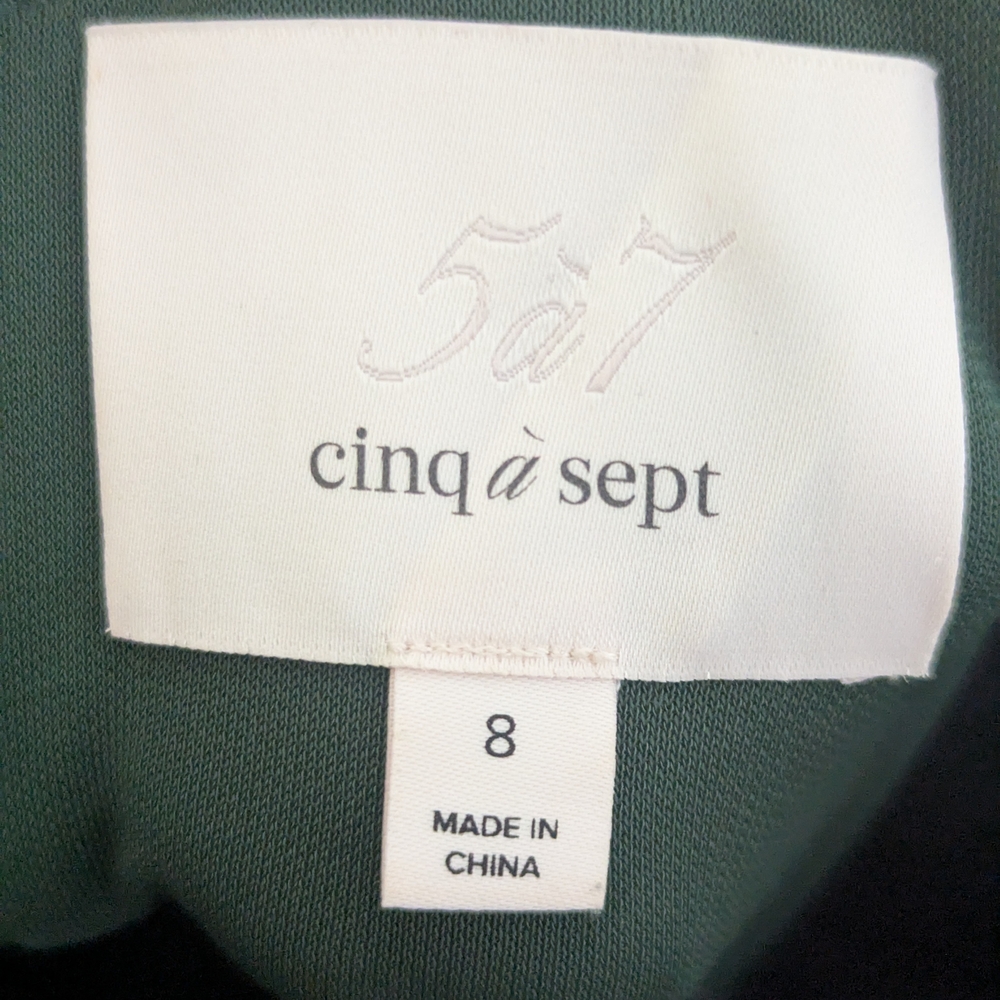 5à7
cinq à sept
8
MADE IN
CHINA